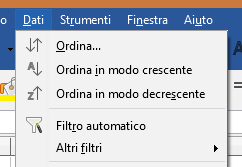 Dati Strumenti Finestra Aiuto
Ordina...
Ordina in modo crescente
Ordina in modo decrescente
Filtro automatico
Altri filtri